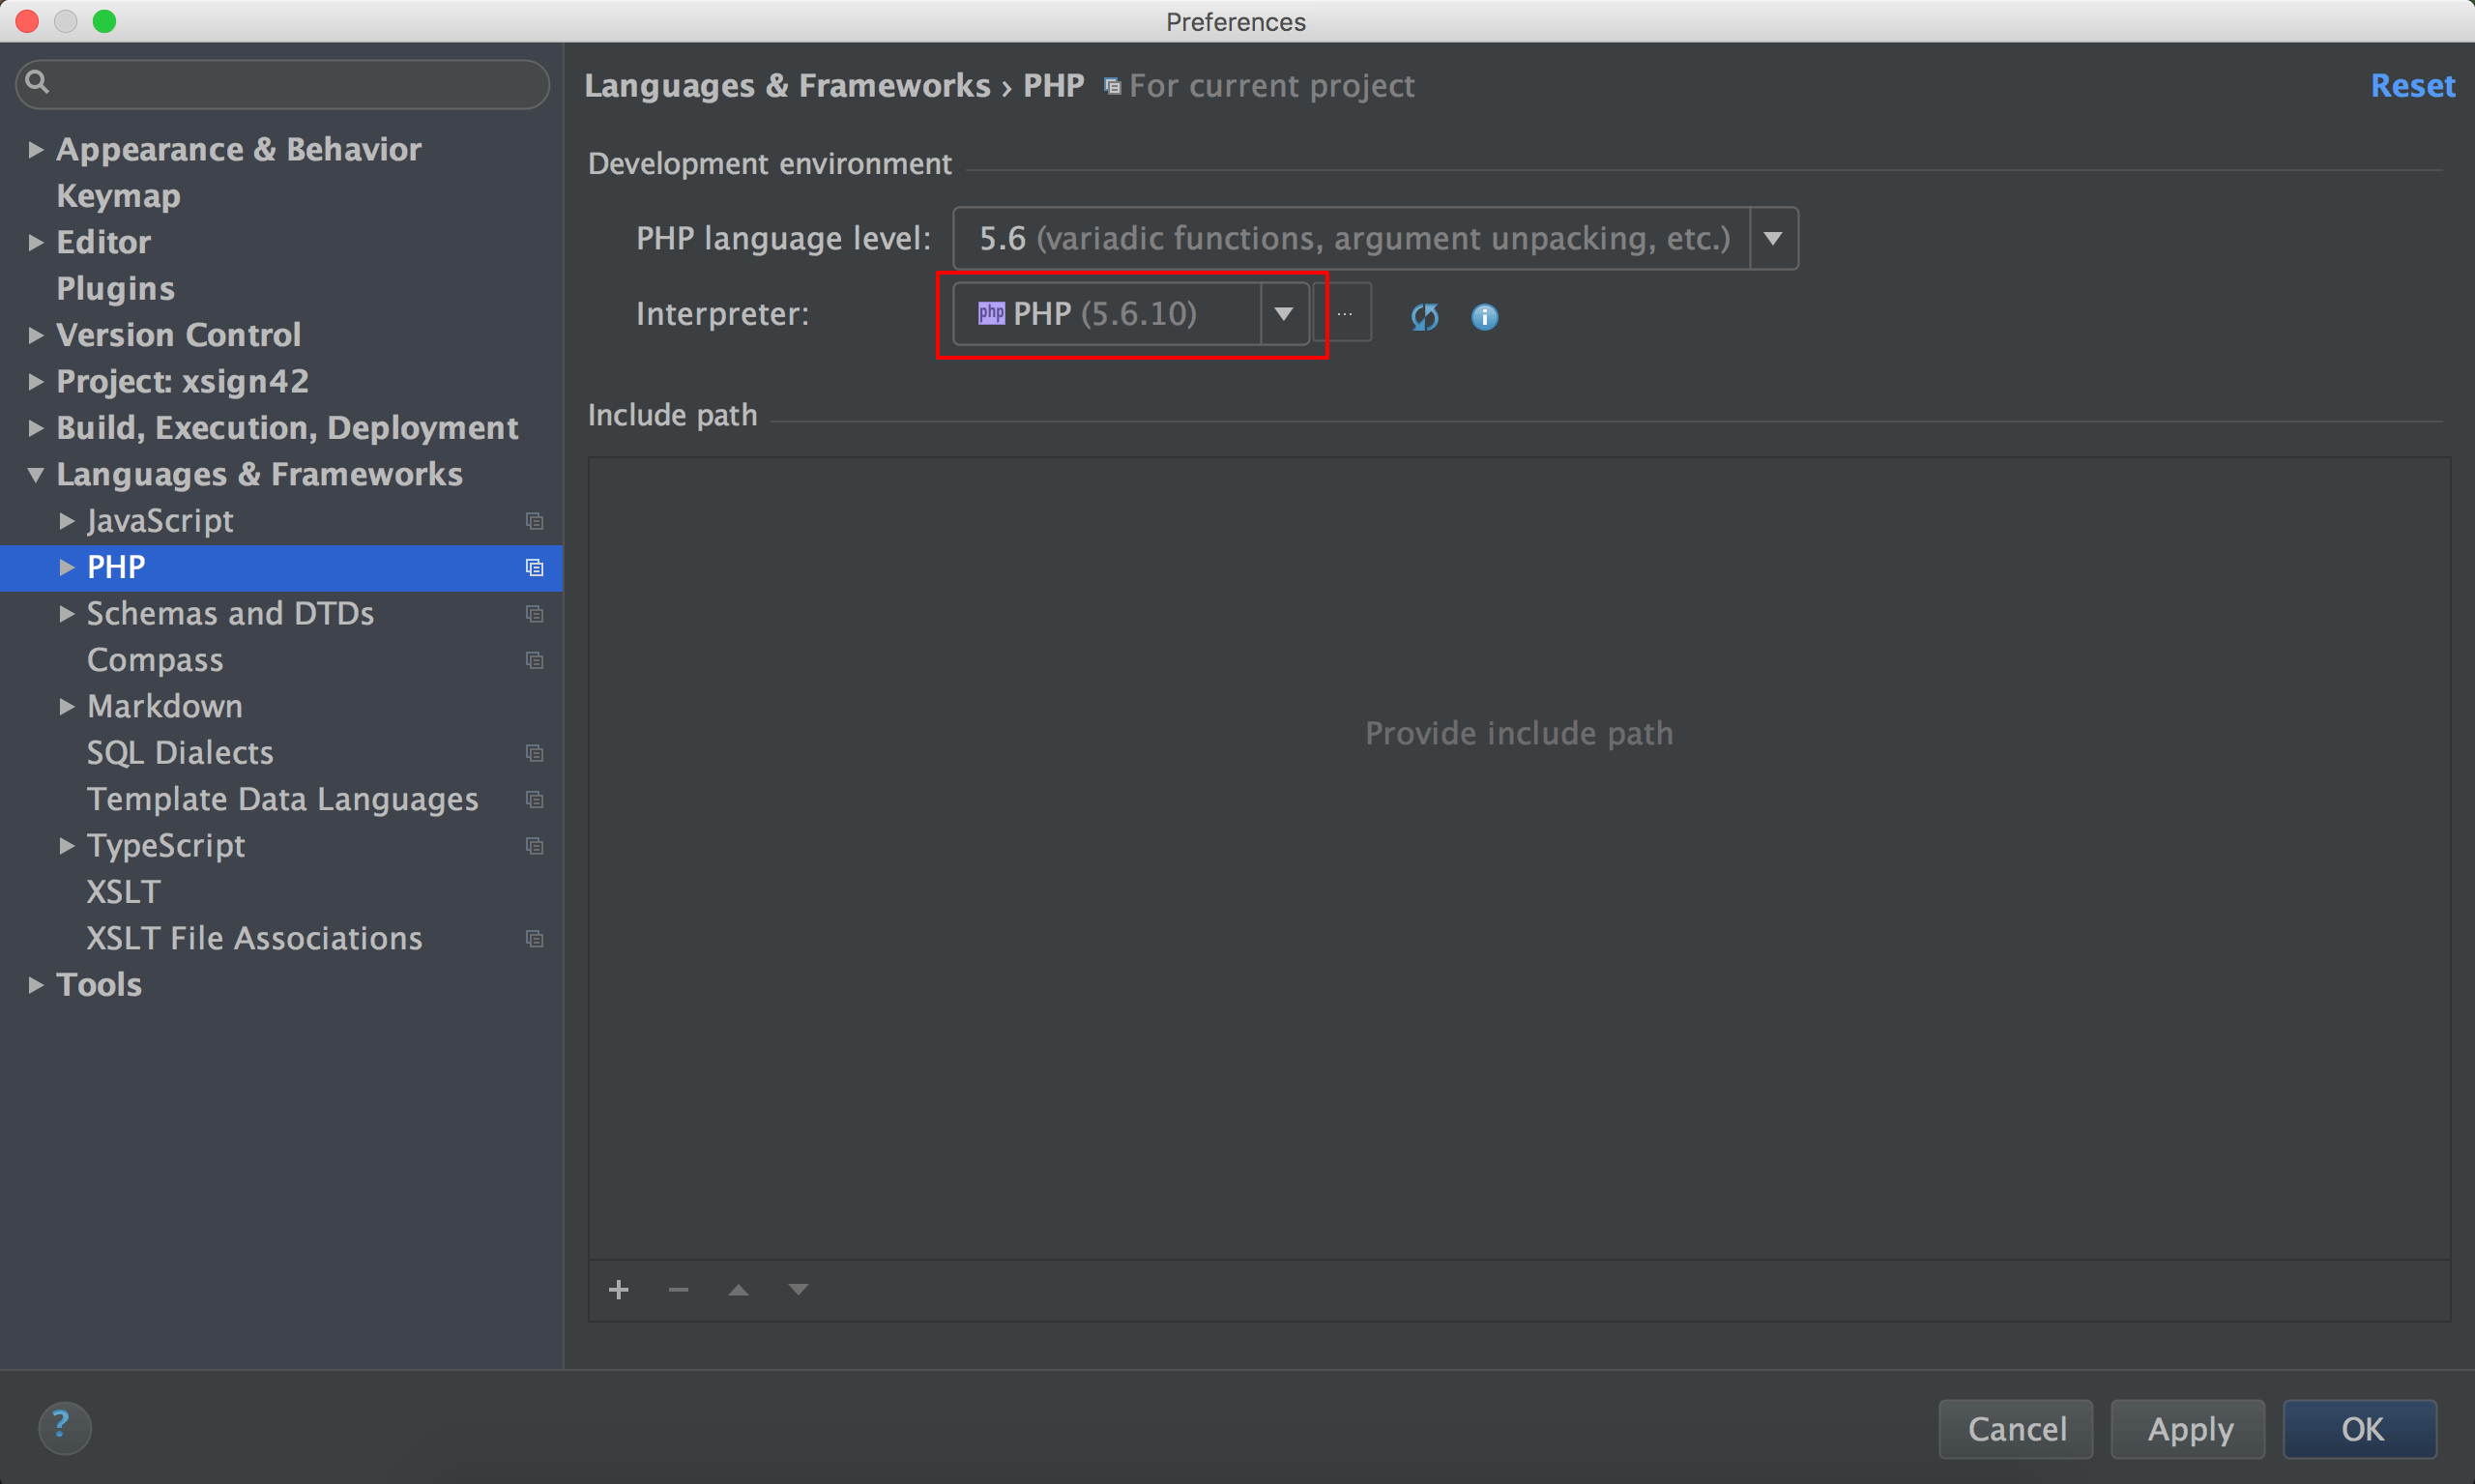 Preferences
Languages & Frameworks › PHP For current project
Reset
Appearance & Behavior
Keymap
Editor
Plugins
Version Control
Project: xsign42
Build, Execution, Deployment
Languages & Frameworks
JavaScript
PHP
Schemas and DTDs
Compass
Markdown
SQL Dialects
Template Data Languages
TypeScript
XSLT
XSLT File Associations
Tools
Development environment
PHP language level: 5.6 (variadic functions, argument unpacking, etc.)
Interpreter: php PHP (5.6.10) ...
Include path
Provide include path
?
Cancel
Apply
OK